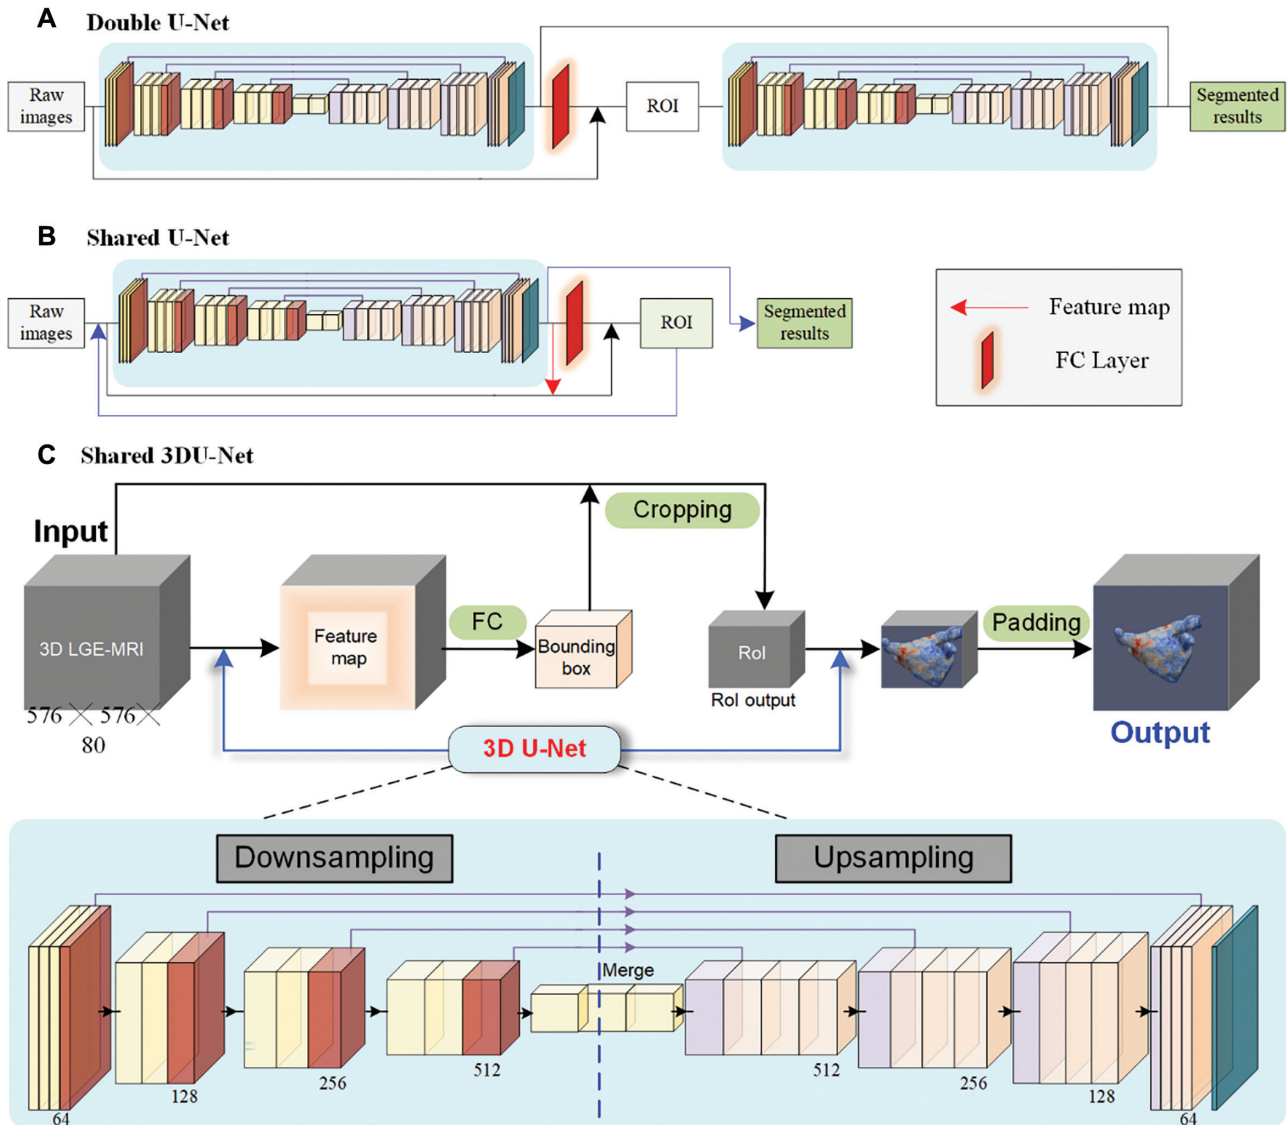 A Double U-Net
Raw
images
ROI
Segmented
results
B Shared U-Net
Raw
images
ROI
Segmented
results
Feature map
FC Layer
C Shared 3DU-Net
Input
Cropping
3D LGE-MRI
Feature
map
FC
Bounding
box
RoI
RoI output
Padding
576 × 576 ×
80
Output
3D U-Net
Downsampling
Upsampling
Merge
64
128
256
512
512
256
128
64